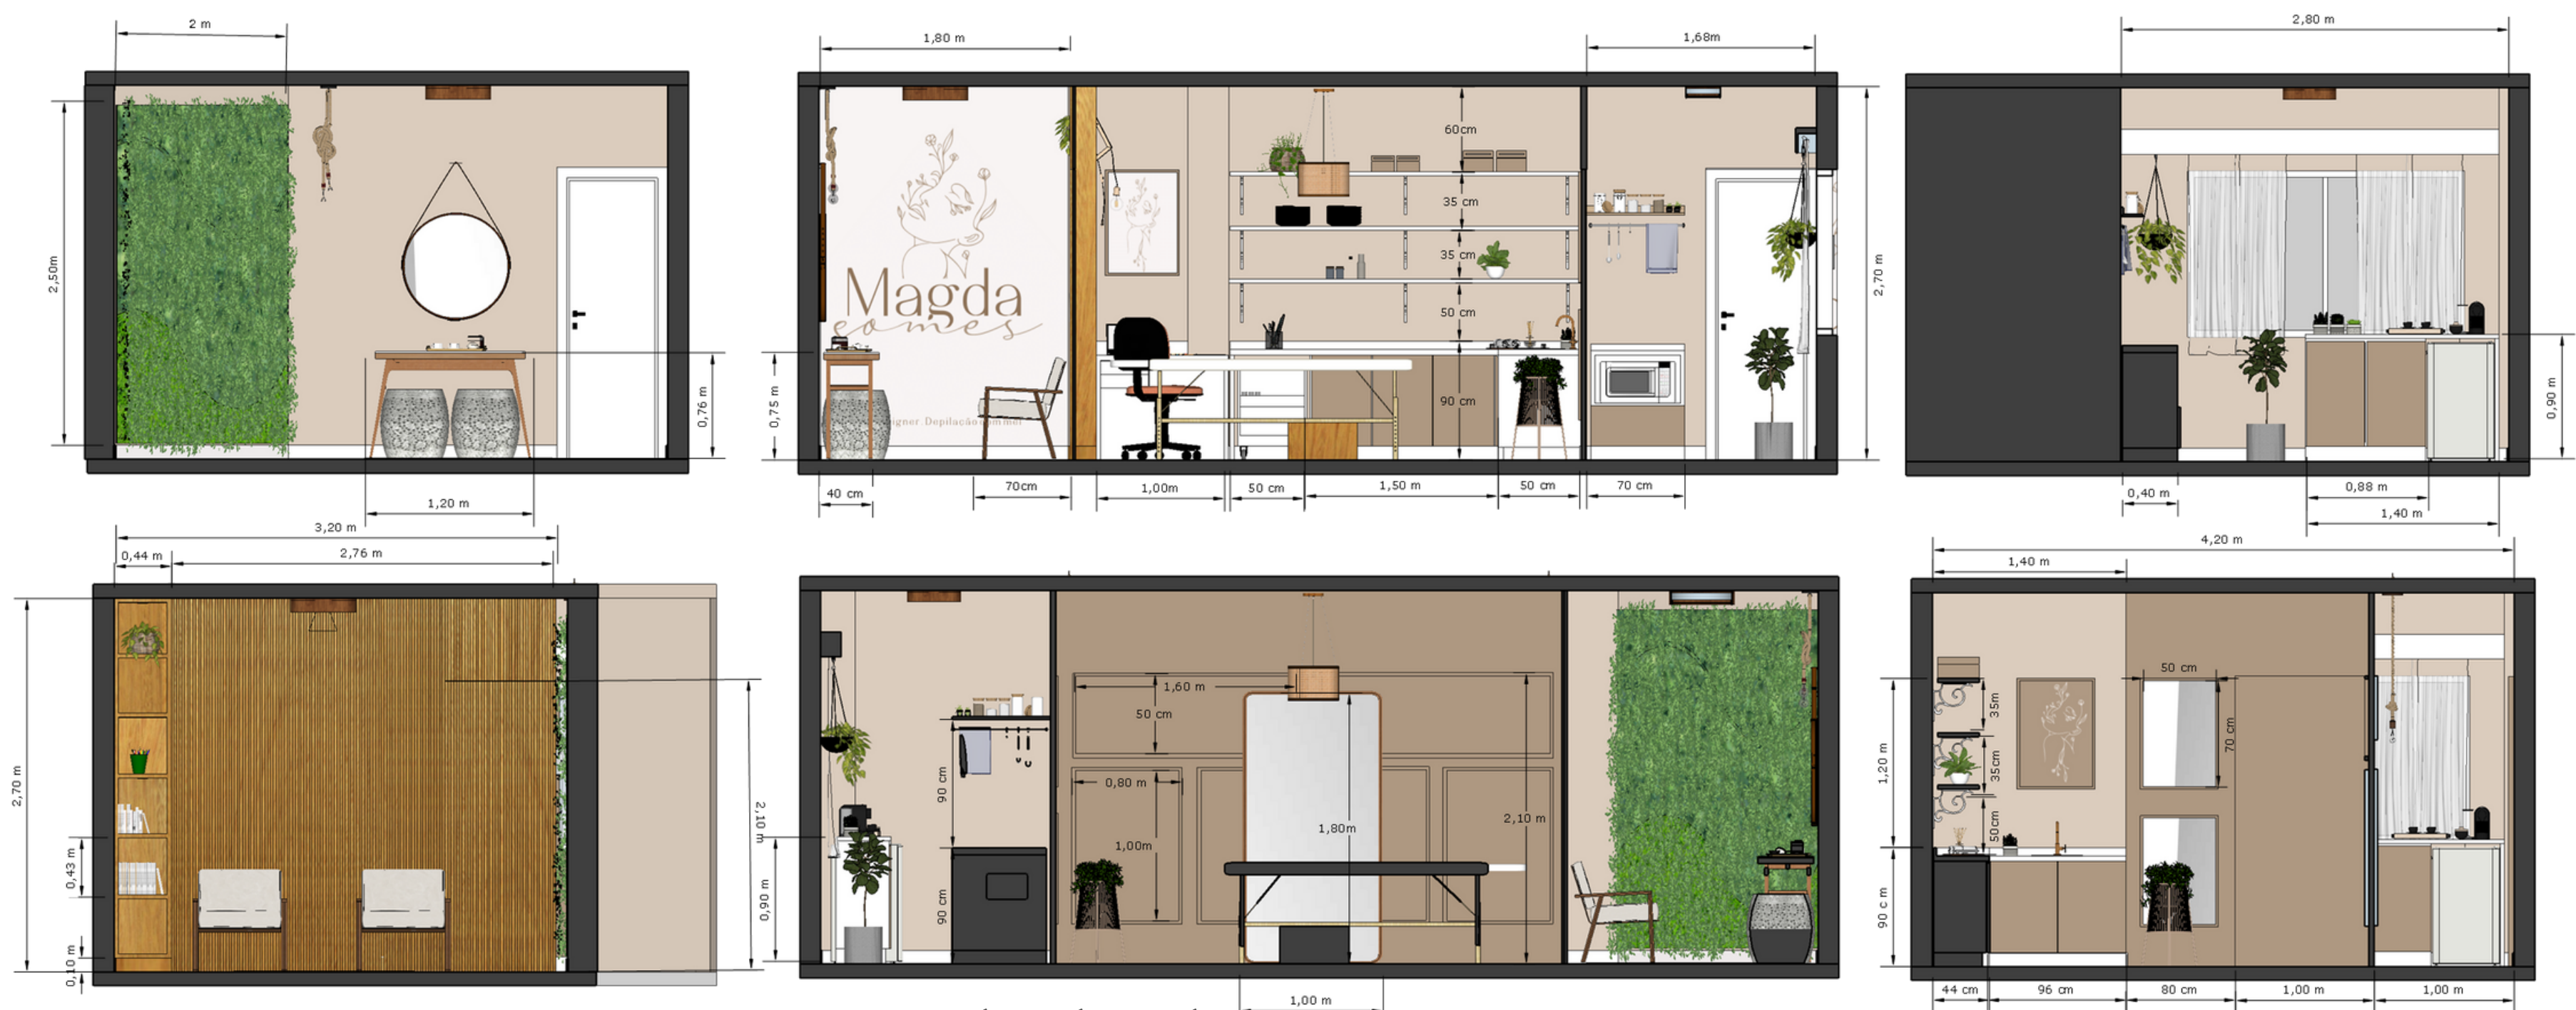 2 m
2,50m
0,76 m
1,20 m
1,80 m
1,68m
60cm
35 cm
35 cm
50 cm
90 cm
2,70 m
0,75 m
Magda
gomes
igner.Depilação
40 cm
70cm
1,00m
50 cm
1,50 m
50 cm
70 cm
2,80 m
0,90 m
0,40 m
0,88 m
1,40 m
3,20 m
0,44 m
2,76 m
2,70 m
0,43 m
0,10 m
2,10 m
0,90 m
90 cm
90 cm
1,60 m
50 cm
0,80 m
1,00m
1,80m
2,10 m
1,00 m
4,20 m
1,40 m
1,20 m
90 c m
35m
35cm
50cm
50 cm
70 cm
44 cm
96 cm
80 cm
1,00 m
1,00 m